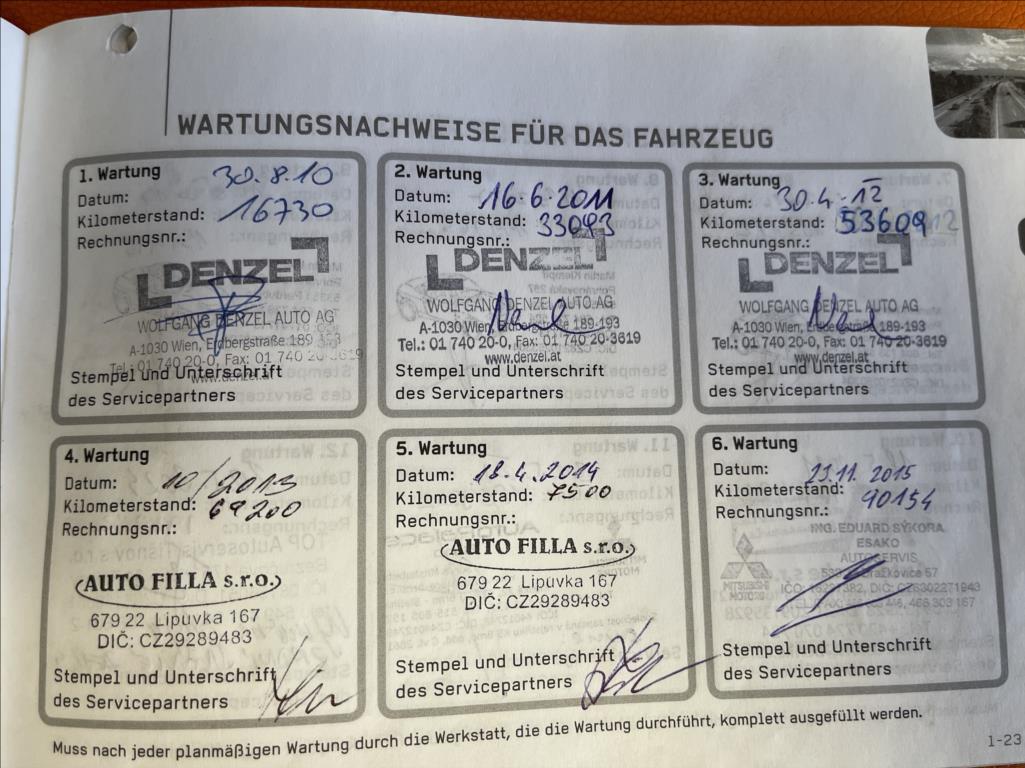 WARTUNGSNACHWEISE FÜR DAS FAHRZEUG
1. Wartung
Datum: 30.8.10
Kilometerstand: 16730
Rechnungsnr.:
DENZEL
WOLFGANG DENZEL AUTO AG
A-1030 Wien, Erdbergstraße 189-193
Tel.: 01 740 20-0, Fax: 01 740 20-3619
www.denzel.at
Stempel und Unterschrift
des Servicepartners
2. Wartung
Datum: 16.6.2011
Kilometerstand: 33093
Rechnungsnr.:
DENZEL
WOLFGANG DENZEL AUTO AG
A-1030 Wien, Erdbergstraße 189-193
Tel.: 01 740 20-0, Fax: 01 740 20-3619
www.denzel.at
Stempel und Unterschrift
des Servicepartners
3. Wartung
Datum: 30.4.12
Kilometerstand: 53609
Rechnungsnr.:
DENZEL
WOLFGANG DENZEL AUTO AG
A-1030 Wien, Erdbergstraße 189-193
Tel.: 01 740 20-0, Fax: 01 740 20-3619
www.denzel.at
Stempel und Unterschrift
des Servicepartners
4. Wartung
Datum: 10/2013
Kilometerstand: 69200
Rechnungsnr.:
AUTO FILLA s.r.o.
679 22 Lipuvka 167
DIČ: CZ29289483
Stempel und Unterschrift
des Servicepartners
5. Wartung
Datum: 18.4.2014
Kilometerstand: 7500
Rechnungsnr.:
AUTO FILLA s.r.o.
679 22 Lipuvka 167
DIČ: CZ29289483
Stempel und Unterschrift
des Servicepartners
6. Wartung
Datum: 23.11. 2015
Kilometerstand: 90154
Rechnungsnr.:
ING. EDUARD SÝKORA
ESAKO
AUTOSERVIS
MITSUBISHI
MOTORS
Stempel und Unterschrift
des Servicepartners
Muss nach jeder planmäßigen Wartung durch die Werkstatt, die die Wartung durchführt, komplett ausgefüllt werden.
1-23